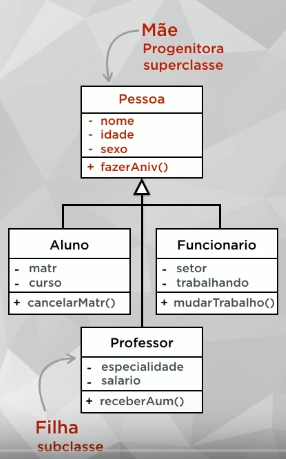 Mãe
Progenitora
superclasse
Pessoa
- nome
- idade
- sexo
+ fazerAniv()
Aluno
- matr
- curso
+ cancelarMatr()
Funcionario
- setor
- trabalhando
+ mudarTrabalho()
Professor
- especialidade
- salario
+ receberAum()
Filha
subclasse